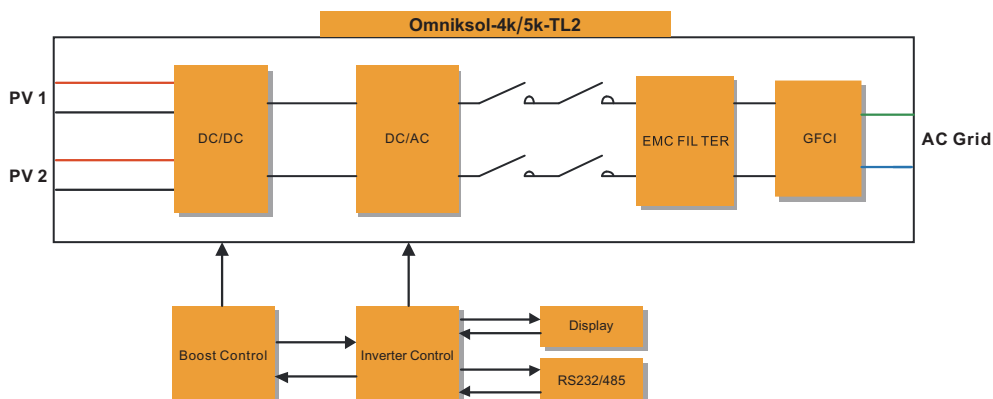 Omniksol-4k/5k-TL2
PV 1
PV 2
DC/DC
DC/AC
EMC FIL TER
GFCI
AC Grid
Boost Control
Inverter Control
Display
RS232/485